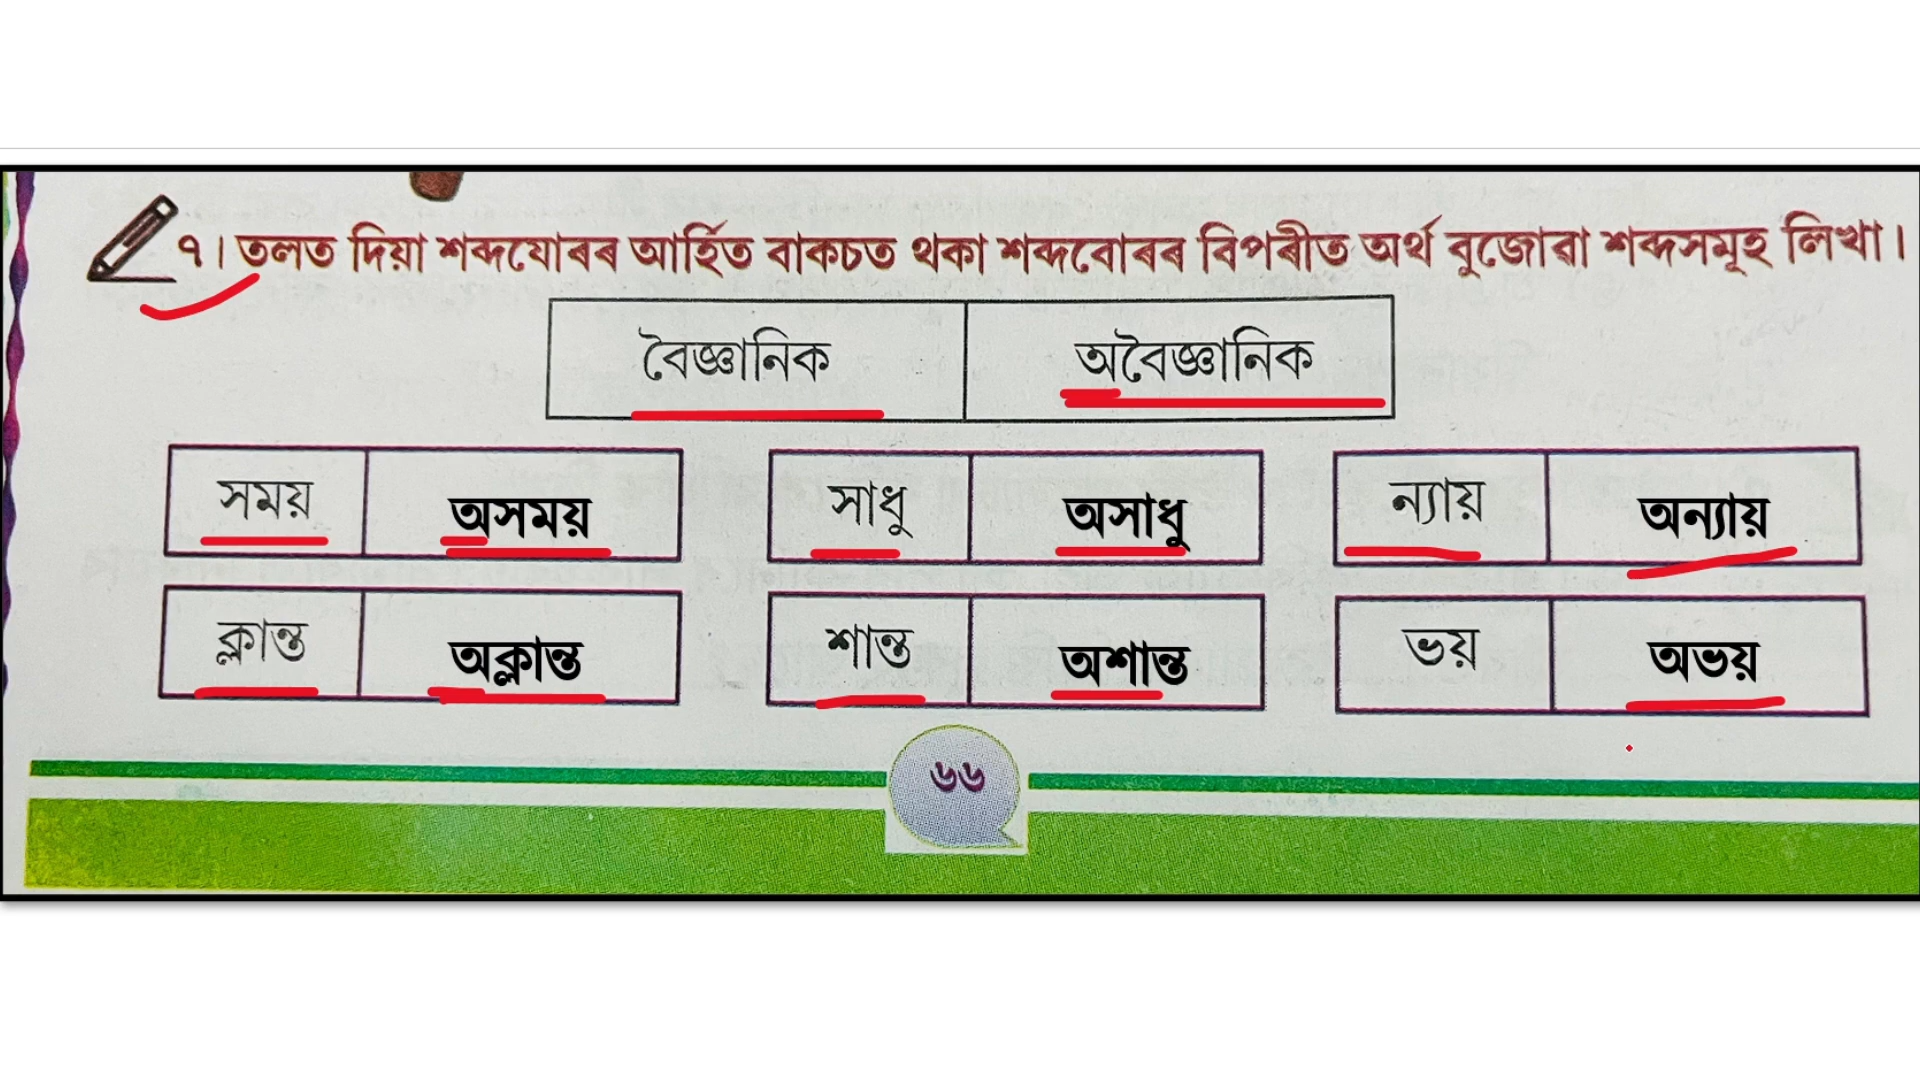 ৭। তলত দিয়া শব্দযোৰৰ আৰ্হিত বাকচত থকা শব্দবোৰৰ বিপৰীত অৰ্থ বুজোৱা শব্দসমূহ লিখা।
বৈজ্ঞানিক অবৈজ্ঞানিক
সময় অসময় সাধু অসাধু ন্যায় অন্যায়
ক্লান্ত অক্লান্ত শান্ত অশান্ত ভয় অভয়
৬৬